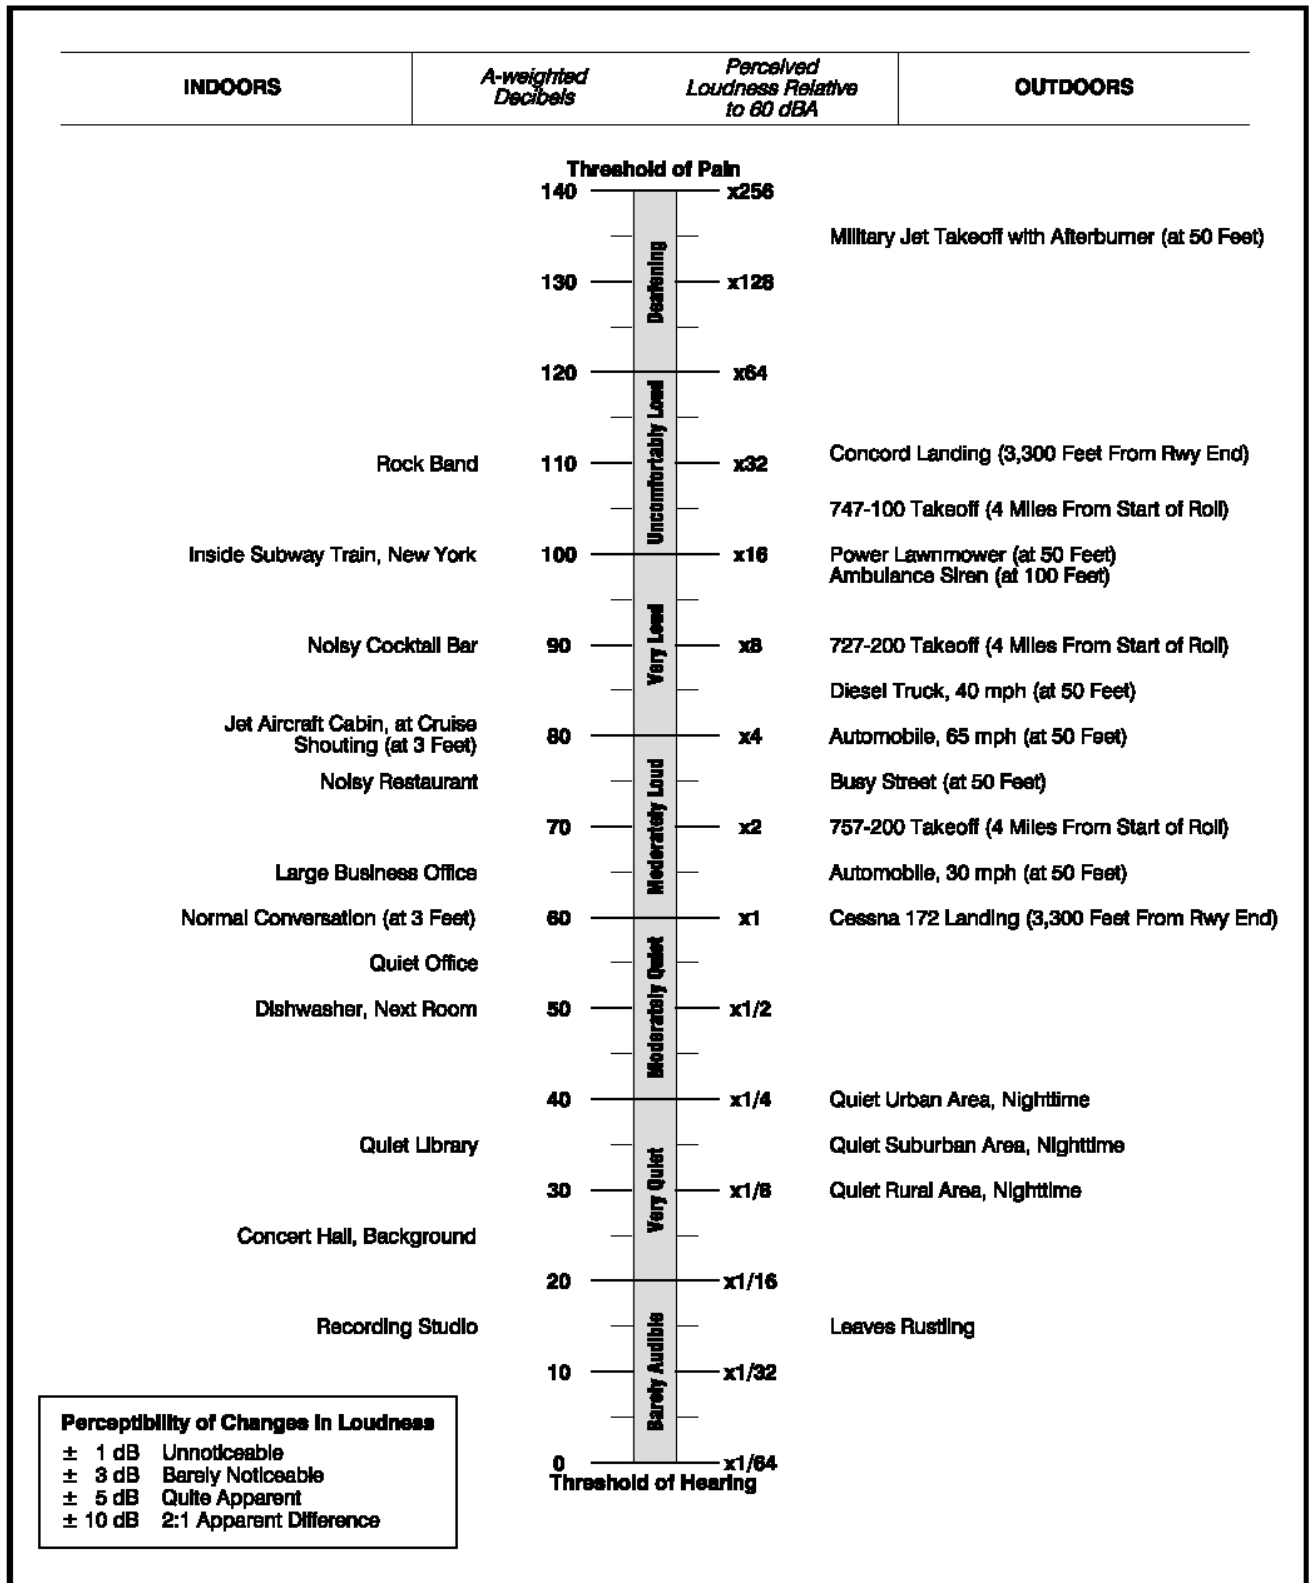 INDOORS
A-weighted
Decibels
Perceived
Loudness Relative
to 60 dBA
OUTDOORS
Threshold of Pain
140 x256
Military Jet Takeoff with Afterburner (at 50 Feet)
Deafening
130 x128
120 x64
Uncomfortably Loud
Rock Band 110 x32 Concord Landing (3,300 Feet From Rwy End)
747-100 Takeoff (4 Miles From Start of Roll)
Inside Subway Train, New York 100 x16 Power Lawnmower (at 50 Feet)
Ambulance Siren (at 100 Feet)
Very Loud
Noisy Cocktail Bar 90 x8 727-200 Takeoff (4 Miles From Start of Roll)
Diesel Truck, 40 mph (at 50 Feet)
Jet Aircraft Cabin, at Cruise
Shouting (at 3 Feet) 80 x4 Automobile, 65 mph (at 50 Feet)
Noisy Restaurant Busy Street (at 50 Feet)
Moderately Loud
70 x2 757-200 Takeoff (4 Miles From Start of Roll)
Large Business Office Automobile, 30 mph (at 50 Feet)
Normal Conversation (at 3 Feet) 60 x1 Cessna 172 Landing (3,300 Feet From Rwy End)
Quiet Office
Moderately Quiet
Dishwasher, Next Room 50 x1/2
40 x1/4 Quiet Urban Area, Nighttime
Quiet Library Quiet Suburban Area, Nighttime
Very Quiet
30 x1/8 Quiet Rural Area, Nighttime
Concert Hall, Background
20 x1/16
Recording Studio Leaves Rustling
Barely Audible
10 x1/32
0 x1/64
Threshold of Hearing
Perceptibility of Changes in Loudness
± 1 dB Unnoticeable
± 3 dB Barely Noticeable
± 5 dB Quite Apparent
± 10 dB 2:1 Apparent Difference